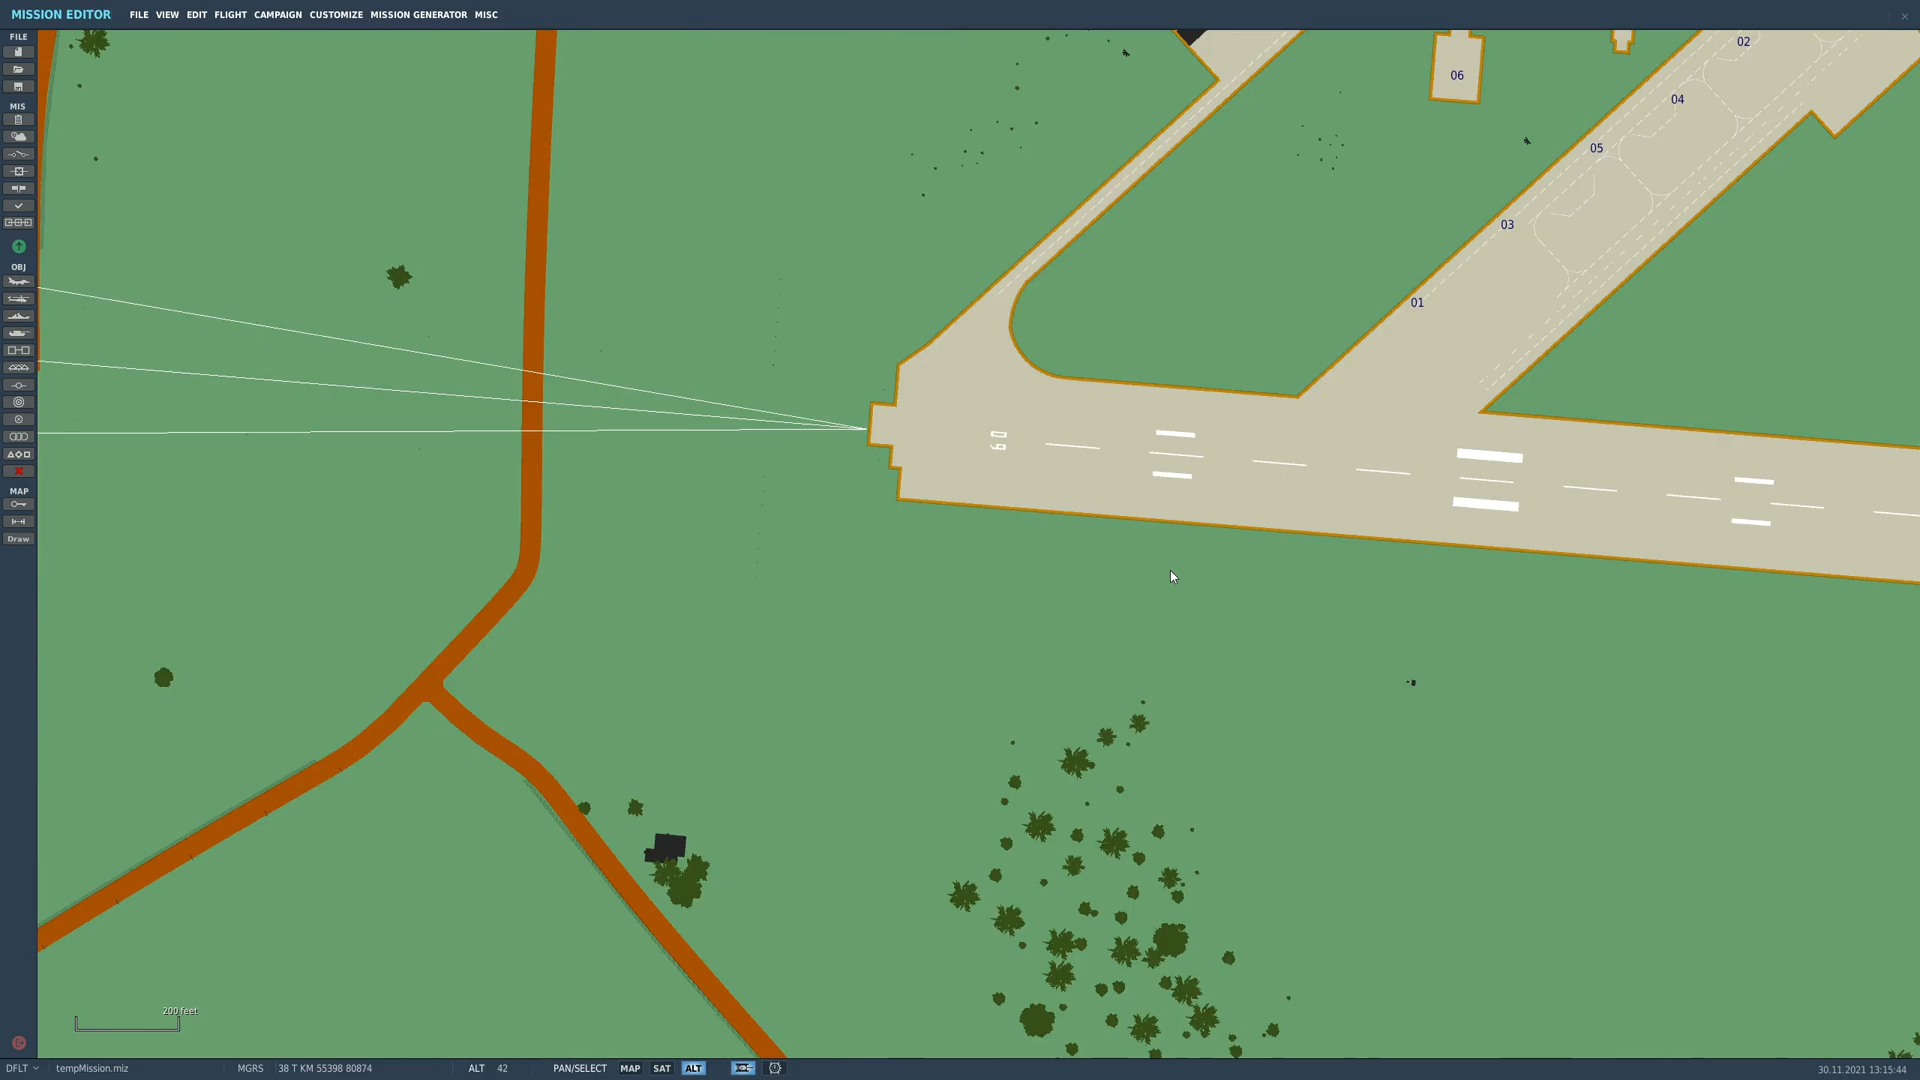 MISSION EDITOR FILE VIEW EDIT FLIGHT CAMPAIGN CUSTOMIZE MISSION GENERATOR MISC
FILE
MIS
OBJ
MAP
Draw
02
06
04
05
03
01
09
200 feet
DFLT tempMission.miz MGRS 38 T KM 55398 80874 ALT 42 PAN/SELECT MAP SAT ALT 30.11.2021 13:15:44